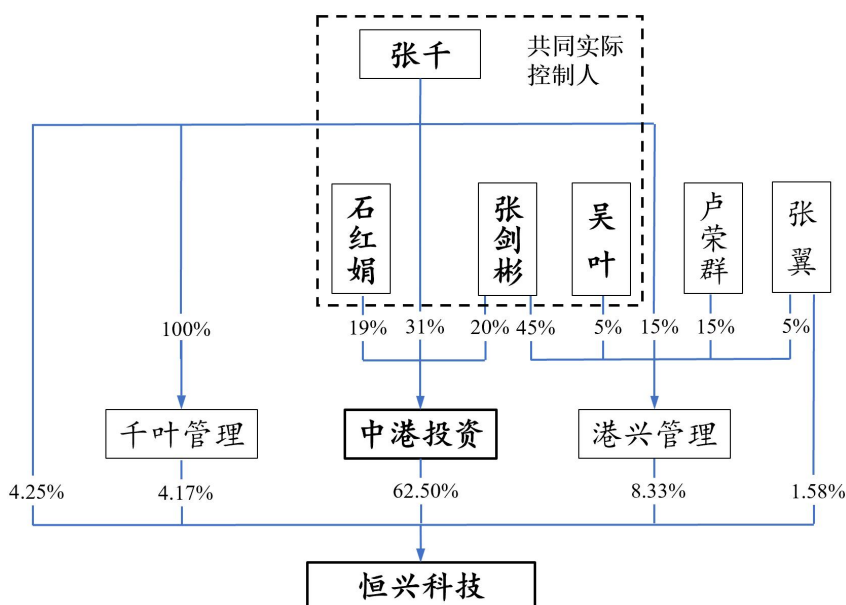 张千
共同实际
控制人
石红娟
张剑彬
吴叶
卢荣群
张翼
100%
19%
31%
20%
45%
5%
15%
15%
5%
千叶管理
中港投资
港兴管理
4.25%
4.17%
62.50%
8.33%
1.58%
恒兴科技